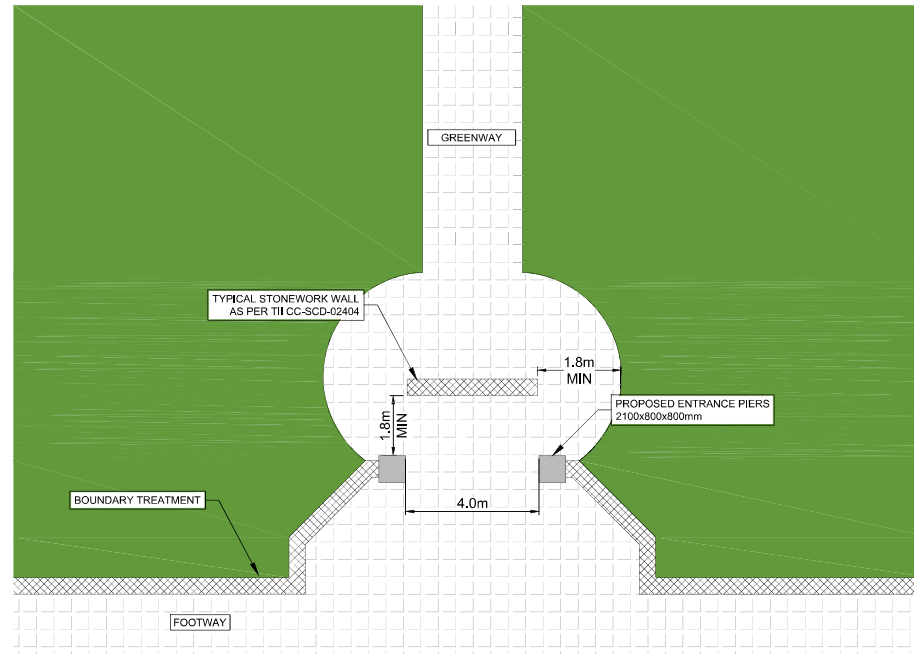 GREENWAY
TYPICAL STONEWORK WALL
AS PER TII CC-SCD-02404
1.8m
MIN
PROPOSED ENTRANCE PIERS
2100x800x800mm
1.8m
MIN
4.0m
BOUNDARY TREATMENT
FOOTWAY